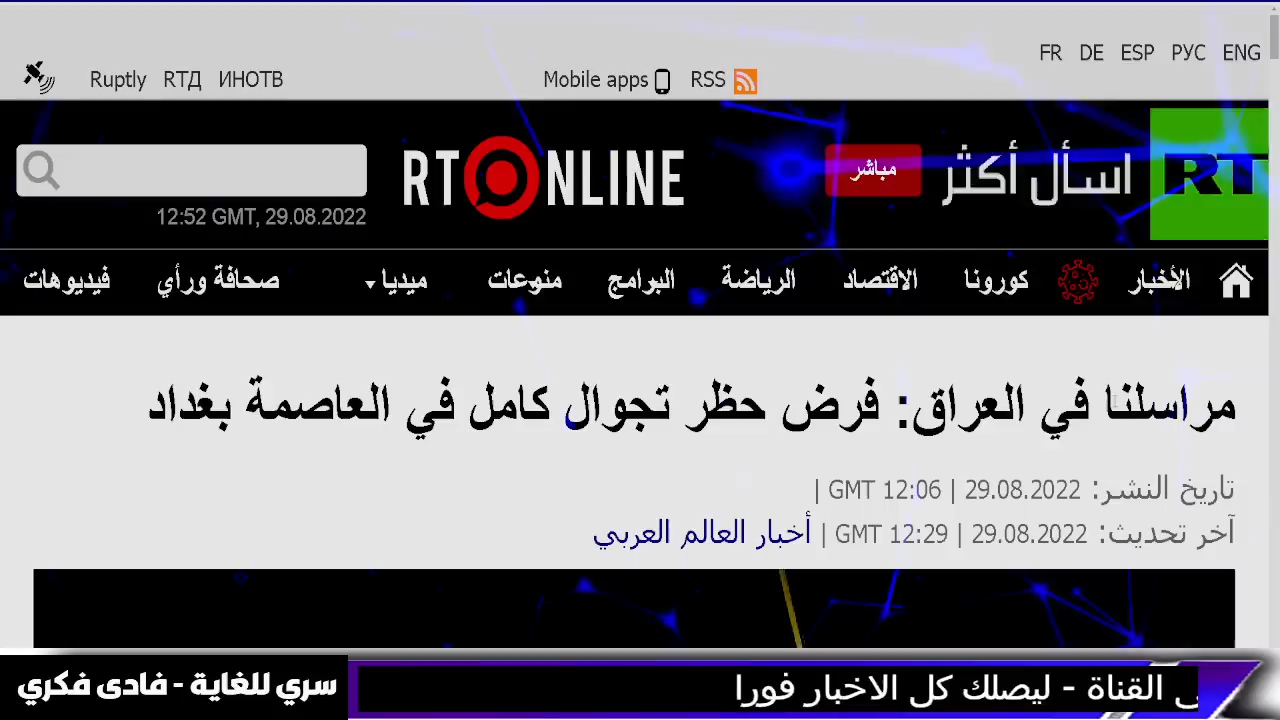 FR DE ESP РУС ENG
Ruptly RTД ИНОТВ Mobile apps RSS
RT اسأل أكثر مباشر
RT ONLINE
12:52 GMT, 29.08.2022
الأخبار كورونا الاقتصاد الرياضة البرامج منوعات ميديا صحافة ورأي فيديوهات
مراسلنا في العراق: فرض حظر تجوال كامل في العاصمة بغداد
تاريخ النشر: 29.08.2022 | 12:06 GMT |
آخر تحديث: 29.08.2022 | 12:29 GMT | أخبار العالم العربي
القناة - ليصلك كل الاخبار فورا
سري للغاية - فادى فكري